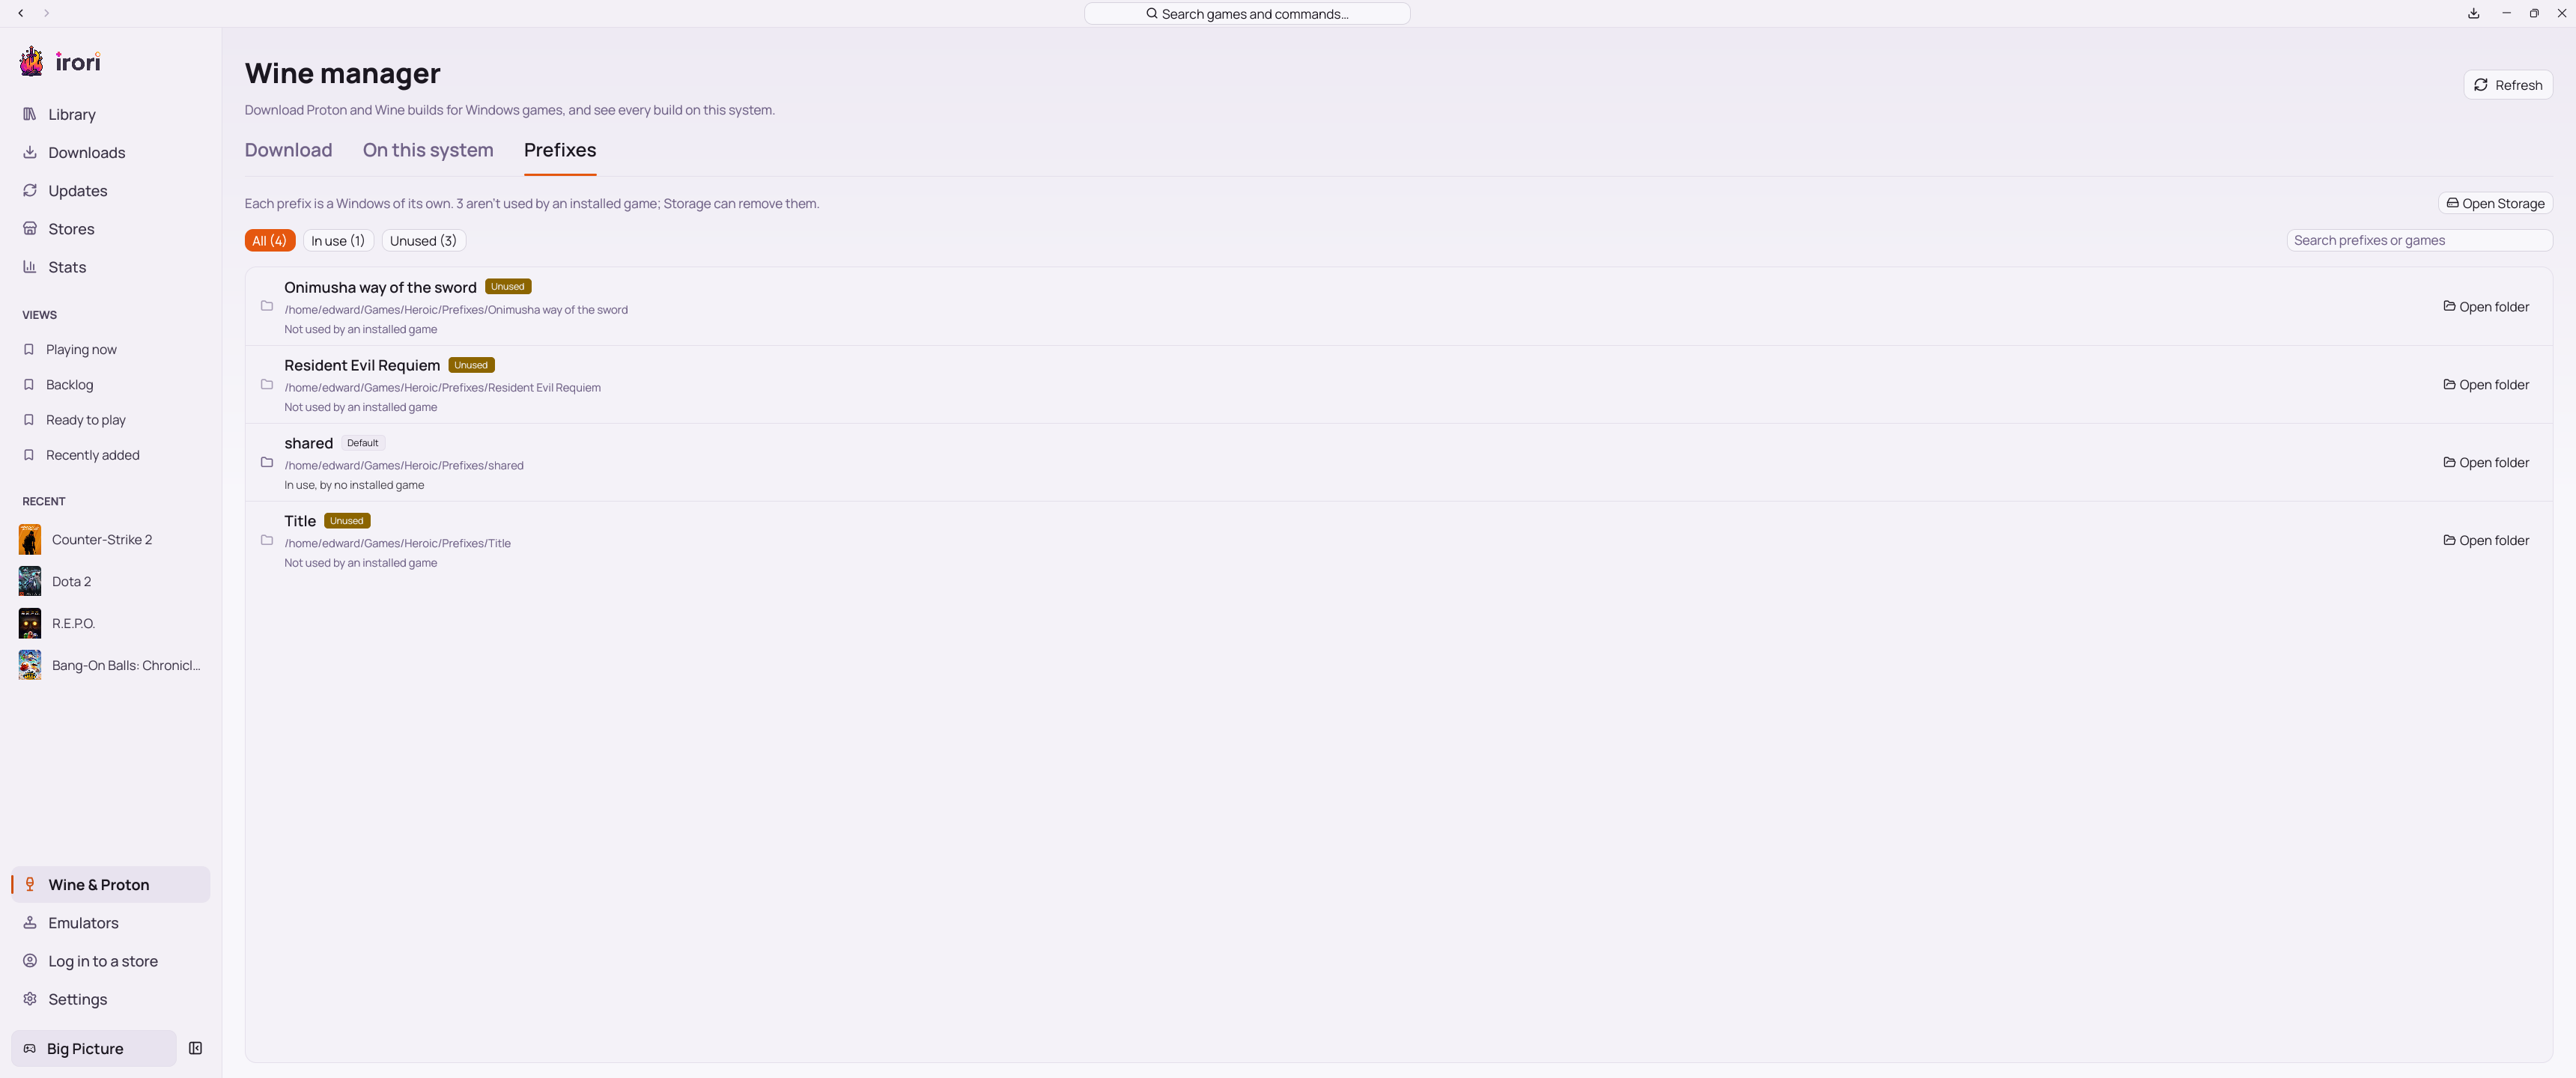 Search games and commands...
irori
Library
Downloads
Updates
Stores
Stats
VIEWS
Playing now
Backlog
Ready to play
Recently added
RECENT
Counter-Strike 2
Dota 2
R.E.P.O.
Bang-On Balls: Chronicl...
Wine & Proton
Emulators
Log in to a store
Settings
Big Picture
Wine manager
Download Proton and Wine builds for Windows games, and see every build on this system.
Refresh
Download
On this system
Prefixes
Each prefix is a Windows of its own. 3 aren't used by an installed game; Storage can remove them.
Open Storage
All (4)
In use (1)
Unused (3)
Search prefixes or games
Onimusha way of the sword
Unused
/home/edward/Games/Heroic/Prefixes/Onimusha way of the sword
Not used by an installed game
Open folder
Resident Evil Requiem
Unused
/home/edward/Games/Heroic/Prefixes/Resident Evil Requiem
Not used by an installed game
Open folder
shared
Default
/home/edward/Games/Heroic/Prefixes/shared
In use, by no installed game
Open folder
Title
Unused
/home/edward/Games/Heroic/Prefixes/Title
Not used by an installed game
Open folder